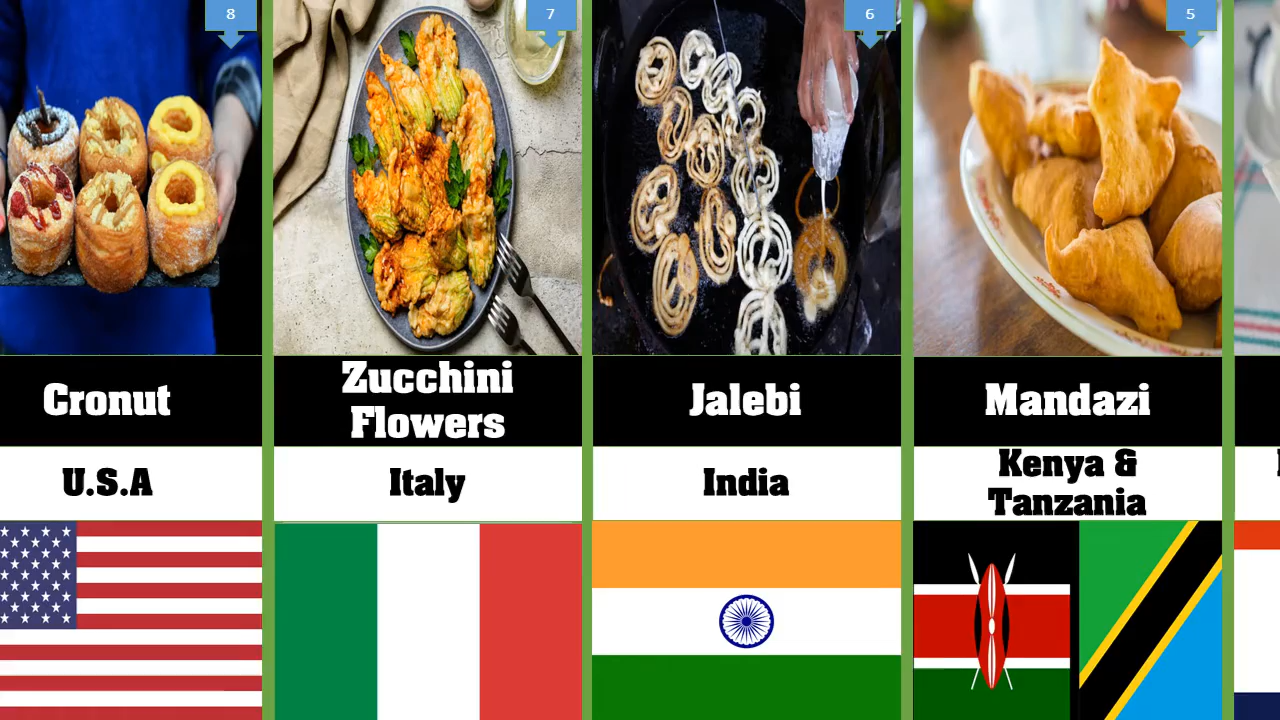 8
7
6
5
Cronut
Zucchini
Flowers
Jalebi
Mandazi
U.S.A
Italy
India
Kenya &
Tanzania